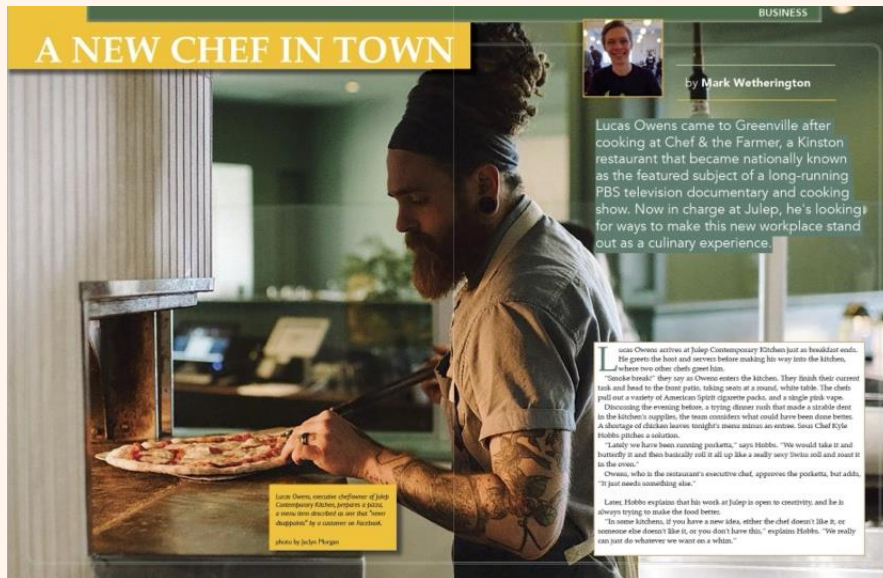 BUSINESS
A NEW CHEF IN TOWN
by Mark Wetherington
Lucas Owens came to Greenville after
cooking at Chef & the Farmer, a Kinston
restaurant that became nationally known
as the featured subject of a long-running
PBS television documentary and cooking
show. Now in charge at Julep, he's looking
for ways to make this new workplace stand
out as a culinary experience.
Lucas Owens arrives at Julep Contemporary Kitchen just as breakfast ends.
He greets the host and servers before making his way into the kitchen,
where two other chefs greet him.
"Smoke break!" they say as Owens enters the kitchen. They finish their current
task and head to the front patio, taking seats at a round, white table. The chefs
pull out a variety of American Spirit cigarette packs, and a single pink vape.
Discussing the evening before, a trying dinner rush that made a sizable dent
in the kitchen's supplies, the team considers what could have been done better.
A shortage of chicken leaves tonight's menu minus an entree. Sous Chef Kyle
Hobbs pitches a solution.
"Lately we have been running porketta," says Hobbs. "We would take it and
butterfly it and then basically roll it all up like a really sexy Swiss roll and roast it
in the oven."
Owens, who is the restaurant's executive chef, approves the porketta, but adds,
"It just needs something else."
Later, Hobbs explains that his work at Julep is open to creativity, and he is
always trying to make the food better.
"In some kitchens, if you have a new idea, either the chef doesn't like it, or
someone else doesn't like it, or you don't have this," explains Hobbs. "We really
can just do whatever we want on a whim."
Lucas Owens, executive chef/owner of Julep
Contemporary Kitchen, prepares a pizza,
a menu item described as one that "never
disappoints" by a customer on Facebook.
photo by Jaclyn Morgan